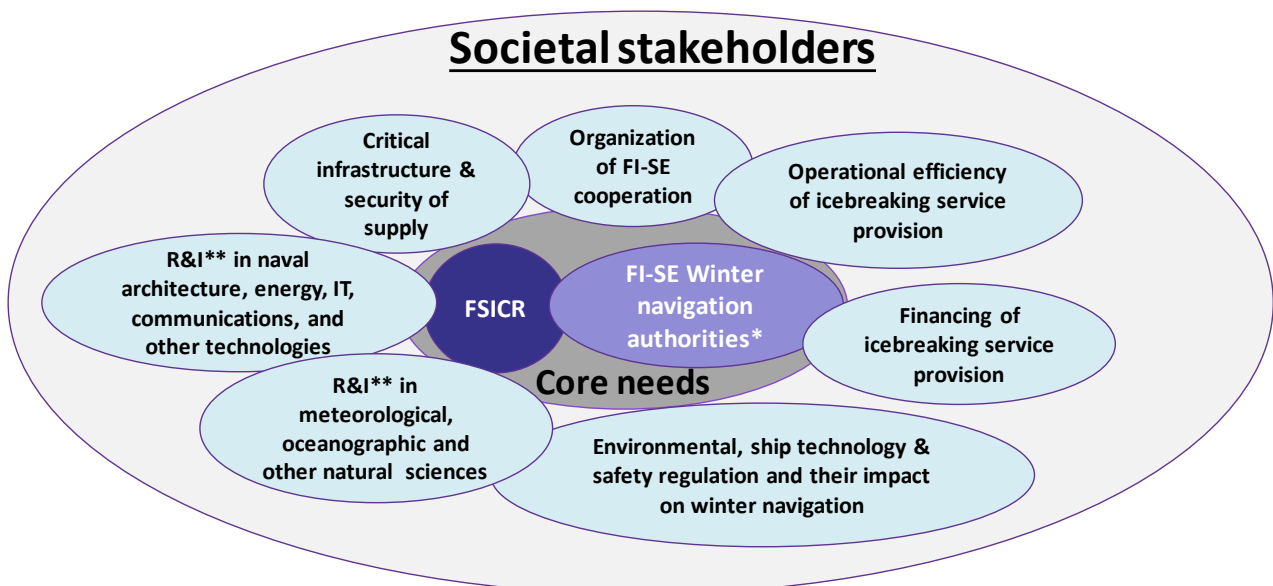 Societal stakeholders
Critical
infrastructure &
security of
supply
Organization
of FI-SE
cooperation
Operational efficiency
of icebreaking service
provision
R&I** in naval
architecture, energy, IT,
communications, and
other technologies
FSICR
FI-SE Winter
navigation
authorities*
Financing of
icebreaking service
provision
Core needs
R&I** in
meteorological,
oceanographic and
other natural sciences
Environmental, ship technology &
safety regulation and their impact
on winter navigation